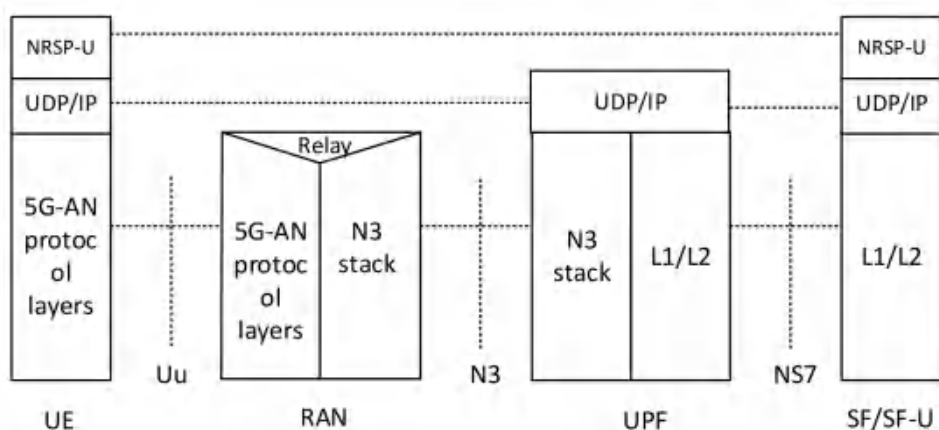 NRSP-U
NRSP-U
UDP/IP
UDP/IP
UDP/IP
Relay
5G-AN
protoc
ol
layers
5G-AN
protoc
ol
layers
N3
stack
N3
stack
L1/L2
L1/L2
Uu
N3
NS7
UE
RAN
UPF
SF/SF-U